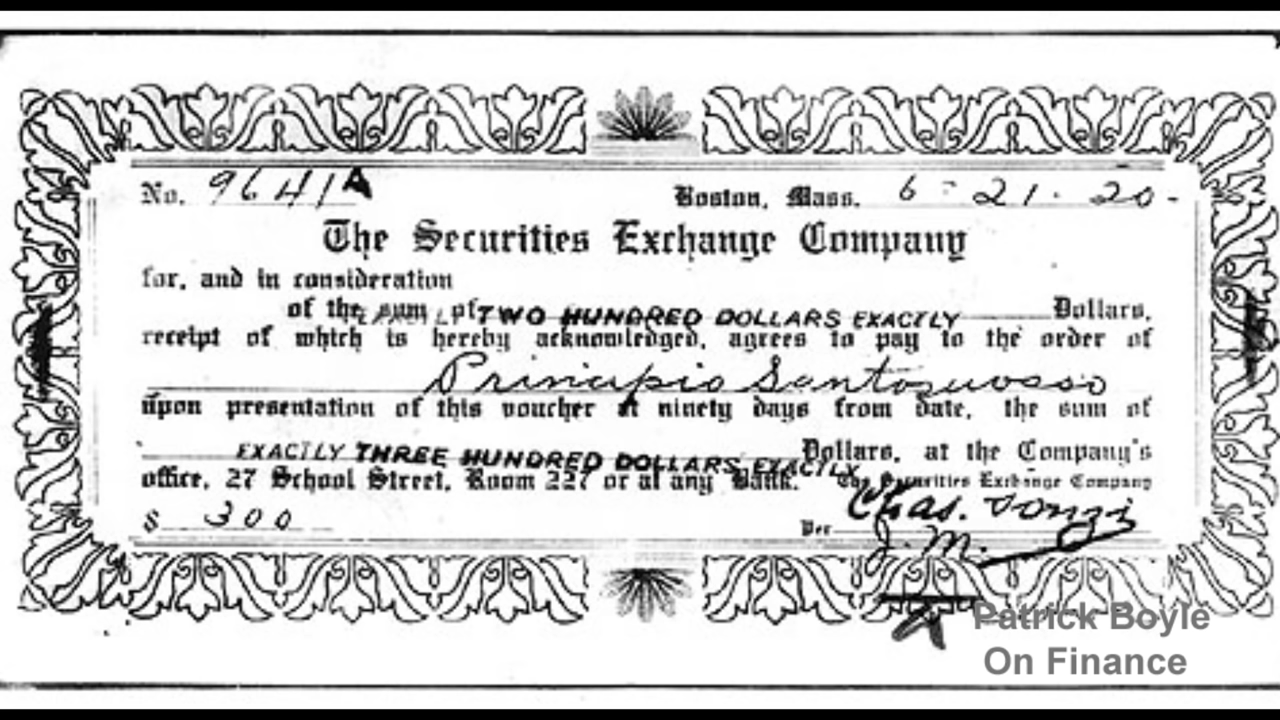 No. 9641A Boston, Mass. 6-21-20-
The Securities Exchange Company
for, and in consideration
of the sum of TWO HUNDRED DOLLARS EXACTLY Dollars,
receipt of which is hereby acknowledged, agrees to pay to the order of
Principio Santosuosso
upon presentation of this voucher at ninety days from date, the sum of
EXACTLY THREE HUNDRED DOLLARS EXACTLY Dollars, at the Company's
office, 27 School Street, Room 227 or at any Bank. The Securities Exchange Company
Chas. Ponzi
$ 300 Per
J. M.
Patrick Boyle
On Finance